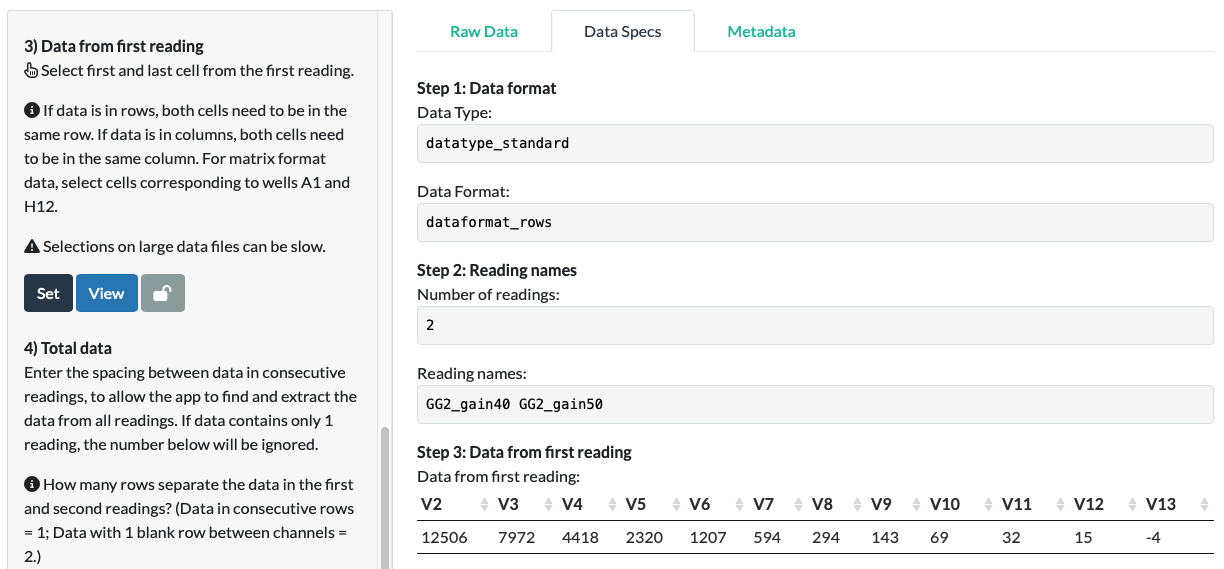 3) Data from first reading
Select first and last cell from the first reading.
If data is in rows, both cells need to be in the
same row. If data is in columns, both cells need
to be in the same column. For matrix format
data, select cells corresponding to wells A1 and
H12.
Selections on large data files can be slow.
Set View
4) Total data
Enter the spacing between data in consecutive
readings, to allow the app to find and extract the
data from all readings. If data contains only 1
reading, the number below will be ignored.
How many rows separate the data in the first
and second readings? (Data in consecutive rows
= 1; Data with 1 blank row between channels =
2.)
Raw Data Data Specs Metadata
Step 1: Data format
Data Type:
datatype_standard
Data Format:
dataformat_rows
Step 2: Reading names
Number of readings:
2
Reading names:
GG2_gain40 GG2_gain50
Step 3: Data from first reading
Data from first reading:
V2 V3 V4 V5 V6 V7 V8 V9 V10 V11 V12 V13
12506 7972 4418 2320 1207 594 294 143 69 32 15 -4